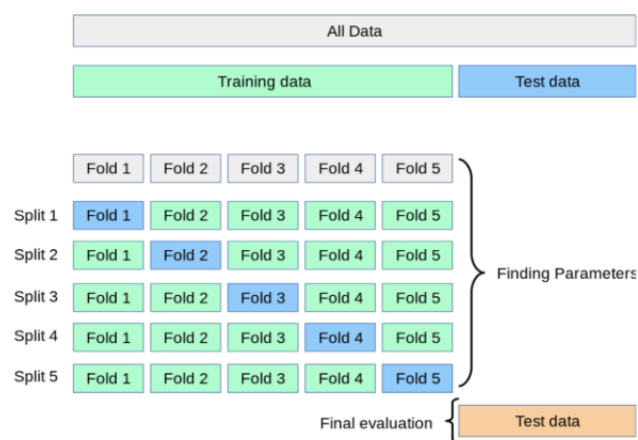 All Data
Training data Test data
Fold 1 Fold 2 Fold 3 Fold 4 Fold 5
Split 1 Fold 1 Fold 2 Fold 3 Fold 4 Fold 5
Split 2 Fold 1 Fold 2 Fold 3 Fold 4 Fold 5
Finding Parameters
Split 3 Fold 1 Fold 2 Fold 3 Fold 4 Fold 5
Split 4 Fold 1 Fold 2 Fold 3 Fold 4 Fold 5
Split 5 Fold 1 Fold 2 Fold 3 Fold 4 Fold 5
Final evaluation Test data